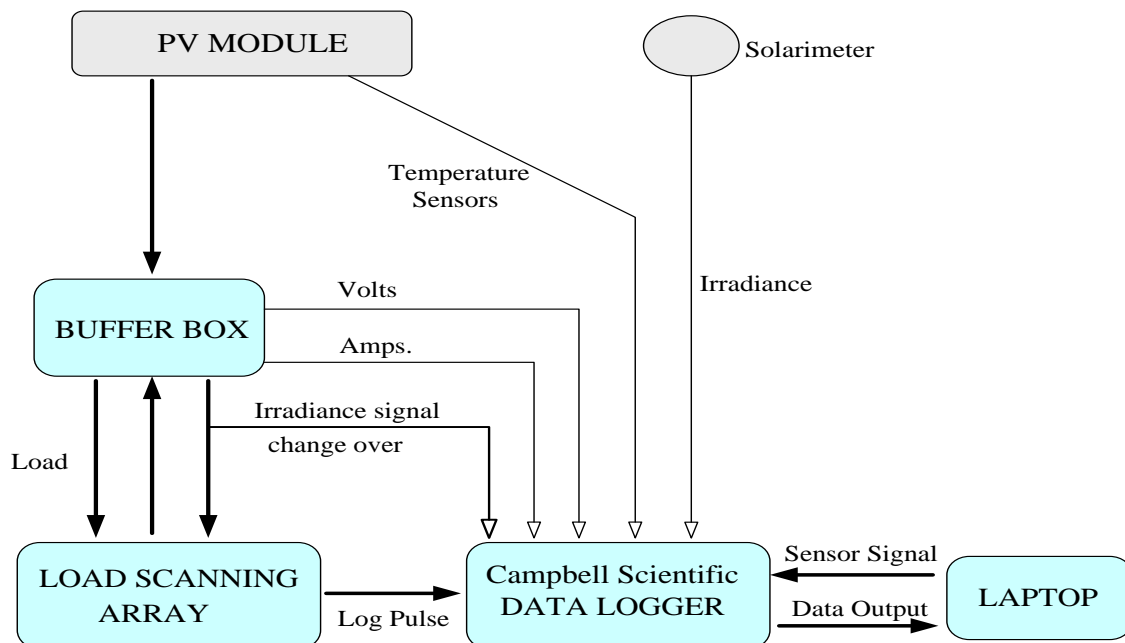 PV MODULE
Solarimeter
Temperature
Sensors
Irradiance
Volts
BUFFER BOX
Amps.
Irradiance signal
change over
Load
LOAD SCANNING
ARRAY
Log Pulse
Campbell Scientific
DATA LOGGER
Sensor Signal
Data Output
LAPTOP